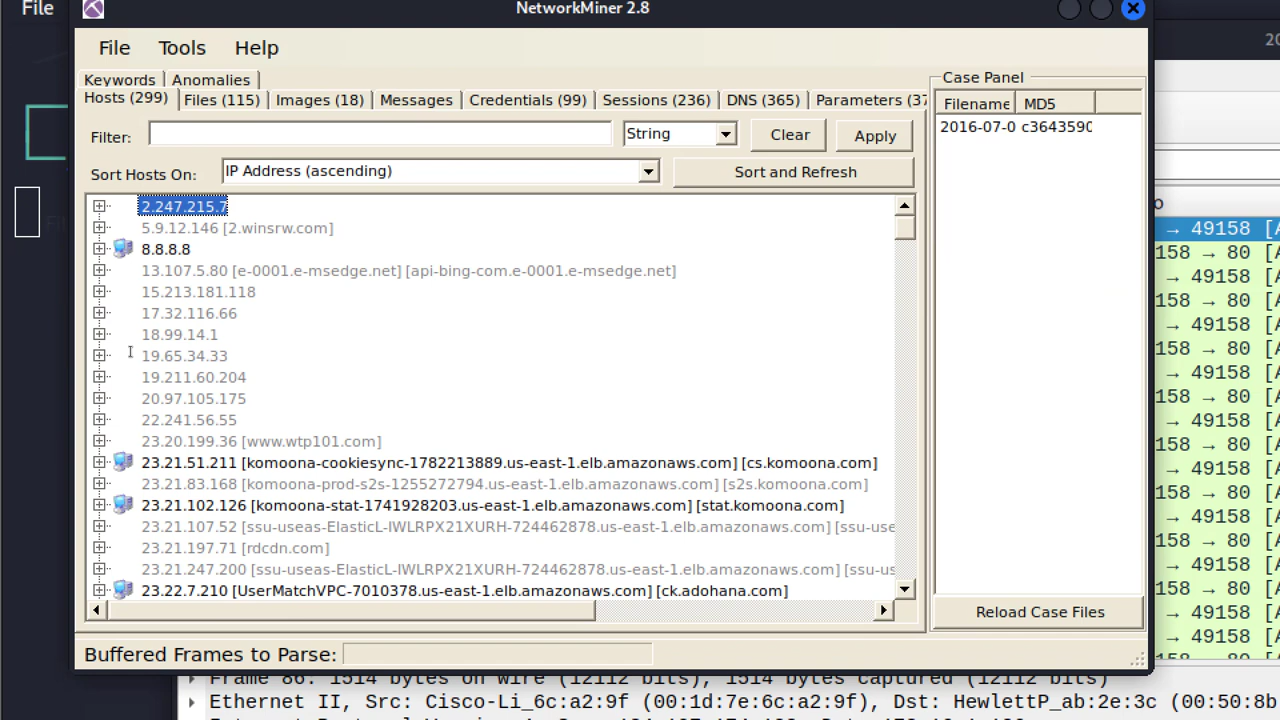 File
NetworkMiner 2.8
File Tools Help
Keywords Anomalies
Hosts (299) Files (115) Images (18) Messages Credentials (99) Sessions (236) DNS (365) Parameters (37
Filter: String Clear Apply
Sort Hosts On: IP Address (ascending) Sort and Refresh
2.247.215.7
5.9.12.146 [2.winsrw.com]
8.8.8.8
13.107.5.80 [e-0001.e-msedge.net] [api-bing-com.e-0001.e-msedge.net]
15.213.181.118
17.32.116.66
18.99.14.1
19.65.34.33
19.211.60.204
20.97.105.175
22.241.56.55
23.20.199.36 [www.wtp101.com]
23.21.51.211 [komoona-cookiesync-1782213889.us-east-1.elb.amazonaws.com] [cs.komoona.com]
23.21.83.168 [komoona-prod-s2s-1255272794.us-east-1.elb.amazonaws.com] [s2s.komoona.com]
23.21.102.126 [komoona-stat-1741928203.us-east-1.elb.amazonaws.com] [stat.komoona.com]
23.21.107.52 [ssu-useas-ElasticL-IWLRPX21XURH-724462878.us-east-1.elb.amazonaws.com] [ssu-use
23.21.197.71 [rdcdn.com]
23.21.247.200 [ssu-useas-ElasticL-IWLRPX21XURH-724462878.us-east-1.elb.amazonaws.com] [ssu-us
23.22.7.210 [UserMatchVPC-7010378.us-east-1.elb.amazonaws.com] [ck.adohana.com]
Buffered Frames to Parse:
Case Panel
Filename MD5
2016-07-0 c3643590
Reload Case Files
20
o
→ 49158 [A
158 → 80 [A
→ 49158 [A
158 → 80 [A
→ 49158 [A
158 → 80 [A
→ 49158 [A
158 → 80 [A
→ 49158 [A
158 → 80 [A
→ 49158 [A
158 → 80 [A
→ 49158 [A
158 → 80 [A
→ 49158 [A
158 → 80 [A
→ 49158 [A
→ 49158 [A
Frame 86: 1514 bytes on wire (12112 bits), 1514 bytes captured (12112 bits)
Ethernet II, Src: Cisco-Li_6c:a2:9f (00:1d:7e:6c:a2:9f), Dst: HewlettP_ab:2e:3c (00:50:8b